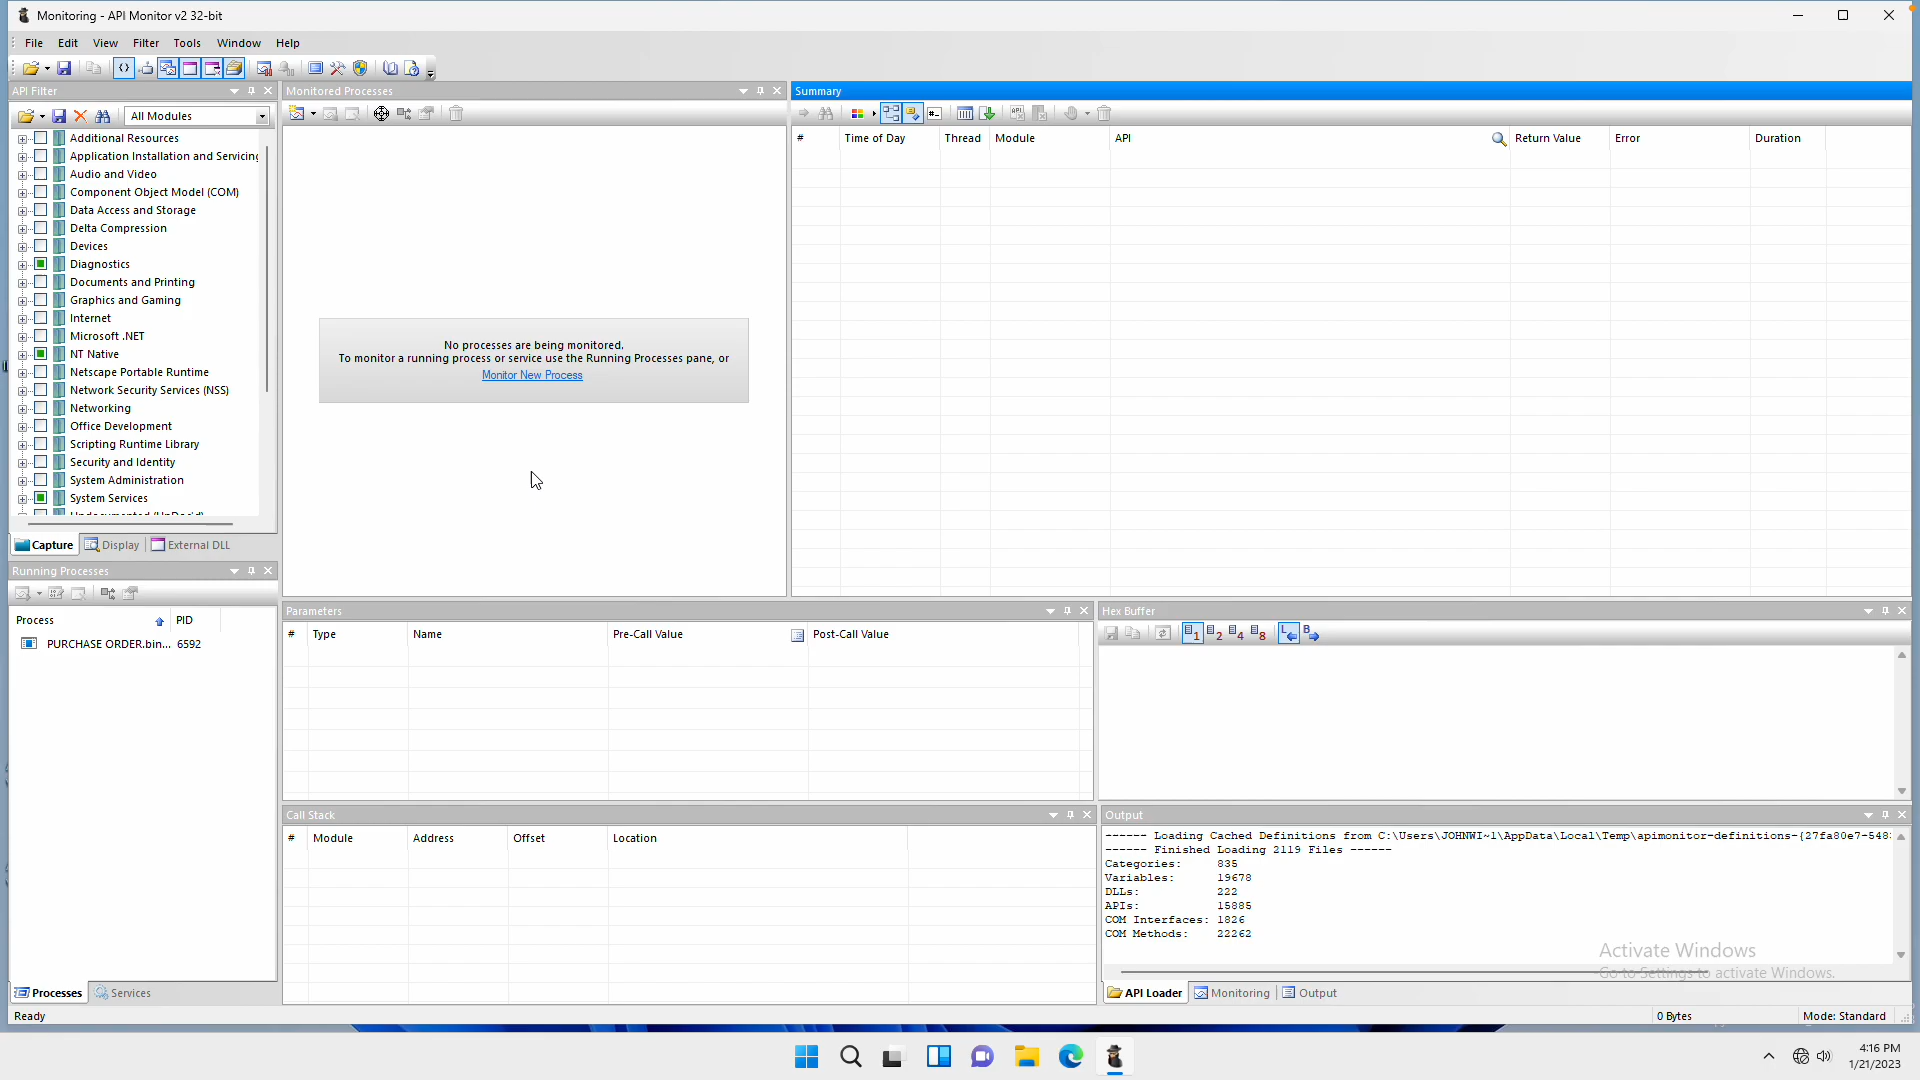 Monitoring - API Monitor v2 32-bit
File Edit View Filter Tools Window Help
API Filter
All Modules
Additional Resources
Application Installation and Servicing
Audio and Video
Component Object Model (COM)
Data Access and Storage
Delta Compression
Devices
Diagnostics
Documents and Printing
Graphics and Gaming
Internet
Microsoft .NET
NT Native
Netscape Portable Runtime
Network Security Services (NSS)
Networking
Office Development
Scripting Runtime Library
Security and Identity
System Administration
System Services
Capture Display External DLL
Monitored Processes
No processes are being monitored.
To monitor a running process or service use the Running Processes pane, or
Monitor New Process
Summary
# Time of Day Thread Module API Return Value Error Duration
Running Processes
Process PID
PURCHASE ORDER.bin... 6592
Processes Services
Parameters
# Type Name Pre-Call Value Post-Call Value
Hex Buffer
1 2 4 8 L B
Call Stack
# Module Address Offset Location
Output
------ Loading Cached Definitions from C:\Users\JOHNWI~1\AppData\Local\Temp\apimonitor-definitions-{27fa80e7-548
------ Finished Loading 2119 Files ------
Categories: 835
Variables: 19678
DLLs: 222
APIs: 15885
COM Interfaces: 1826
COM Methods: 22262
Activate Windows
Go to Settings to activate Windows.
API Loader Monitoring Output
Ready 0 Bytes Mode: Standard
4:16 PM
1/21/2023